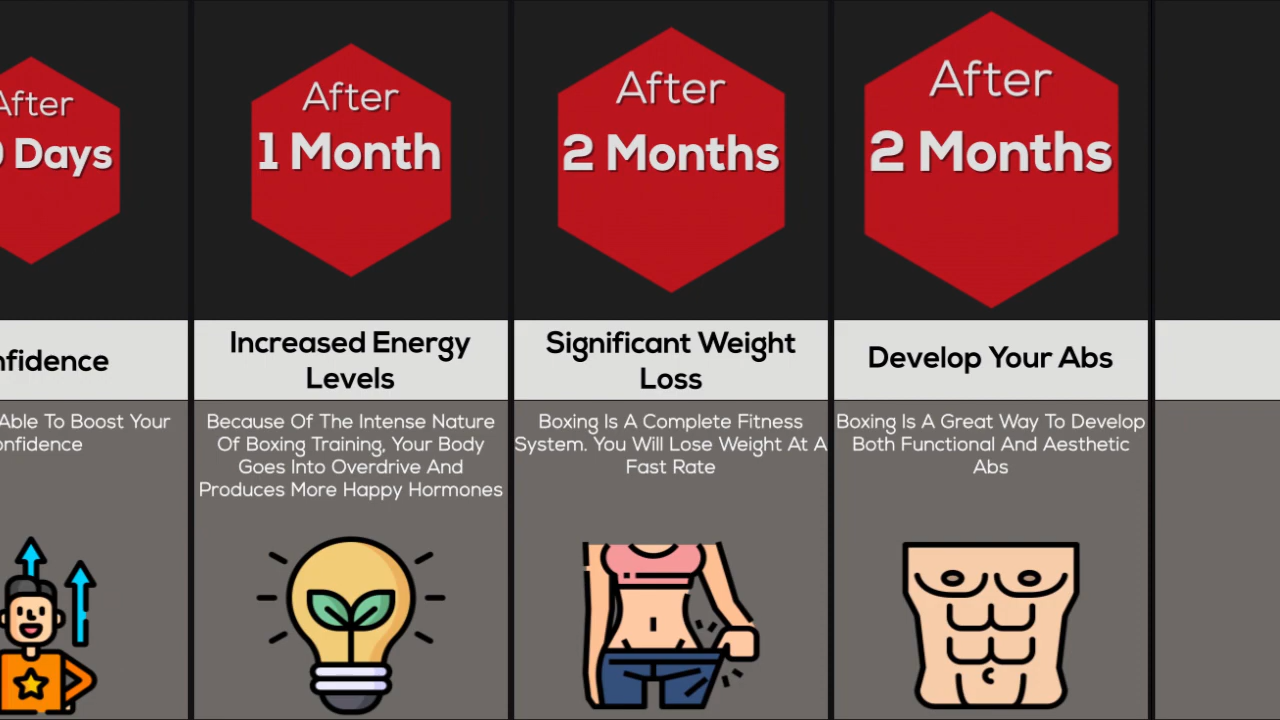 After
Days
nfidence
Able To Boost Your
onfidence
After
1 Month
Increased Energy
Levels
Because Of The Intense Nature
Of Boxing Training, Your Body
Goes Into Overdrive And
Produces More Happy Hormones
After
2 Months
Significant Weight
Loss
Boxing Is A Complete Fitness
System. You Will Lose Weight At A
Fast Rate
After
2 Months
Develop Your Abs
Boxing Is A Great Way To Develop
Both Functional And Aesthetic
Abs